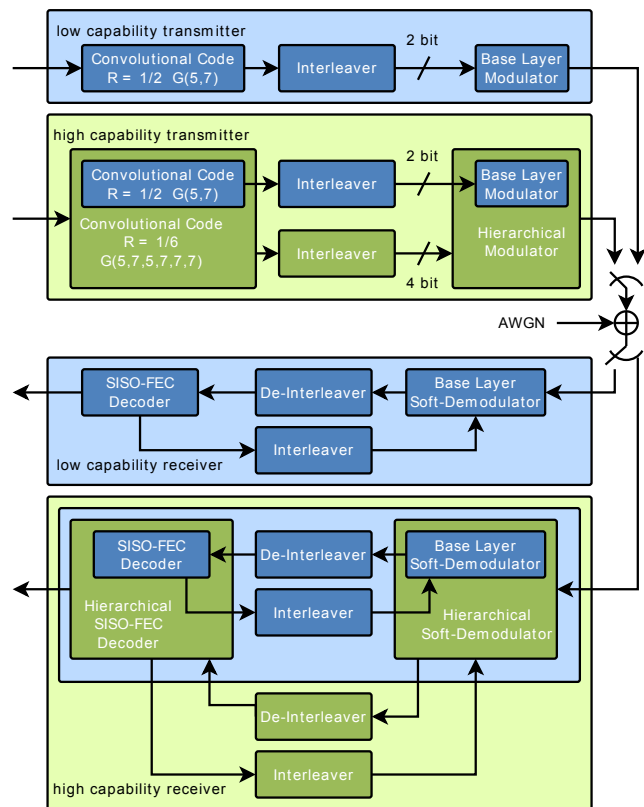 low capability transmitter
2 bit
Convolutional Code
R = 1/2 G(5,7)
Interleaver
Base Layer
Modulator
high capability transmitter
2 bit
Convolutional Code
R = 1/2 G(5,7)
Interleaver
Base Layer
Modulator
Convolutional Code
R = 1/6
G(5,7,5,7,7,7)
Interleaver
Hierarchical
Modulator
4 bit
AWGN
SISO-FEC
Decoder
De-Interleaver
Base Layer
Soft-Demodulator
Interleaver
low capability receiver
SISO-FEC
Decoder
De-Interleaver
Base Layer
Soft-Demodulator
Hierarchical
SISO-FEC
Decoder
Interleaver
Hierarchical
Soft-Demodulator
De-Interleaver
Interleaver
high capability receiver